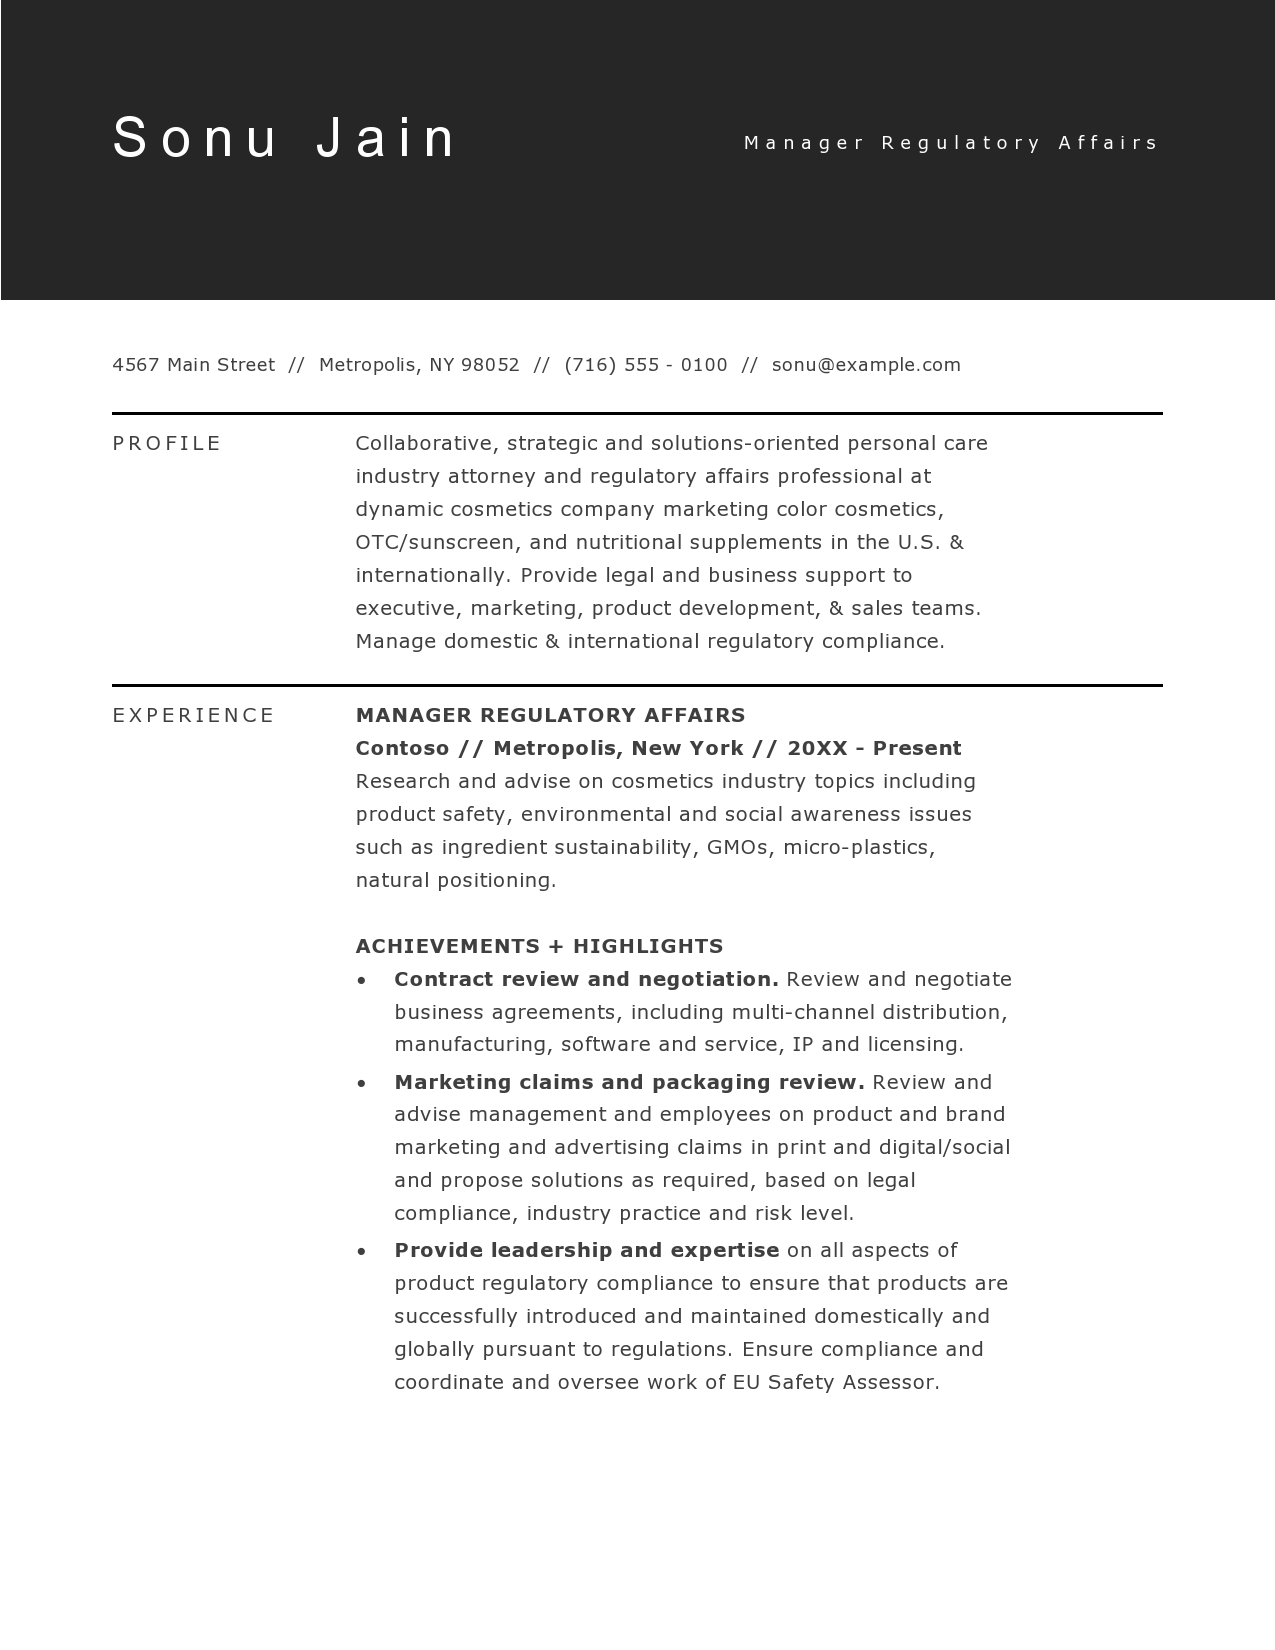 Sonu Jain
Manager Regulatory Affairs
4567 Main Street // Metropolis, NY 98052 // (716) 555 - 0100 // sonu@example.com
PROFILE
Collaborative, strategic and solutions-oriented personal care
industry attorney and regulatory affairs professional at
dynamic cosmetics company marketing color cosmetics,
OTC/sunscreen, and nutritional supplements in the U.S. &
internationally. Provide legal and business support to
executive, marketing, product development, & sales teams.
Manage domestic & international regulatory compliance.
EXPERIENCE
MANAGER REGULATORY AFFAIRS
Contoso // Metropolis, New York // 20XX - Present
Research and advise on cosmetics industry topics including
product safety, environmental and social awareness issues
such as ingredient sustainability, GMOs, micro-plastics,
natural positioning.
ACHIEVEMENTS + HIGHLIGHTS
• Contract review and negotiation. Review and negotiate
business agreements, including multi-channel distribution,
manufacturing, software and service, IP and licensing.
• Marketing claims and packaging review. Review and
advise management and employees on product and brand
marketing and advertising claims in print and digital/social
and propose solutions as required, based on legal
compliance, industry practice and risk level.
• Provide leadership and expertise on all aspects of
product regulatory compliance to ensure that products are
successfully introduced and maintained domestically and
globally pursuant to regulations. Ensure compliance and
coordinate and oversee work of EU Safety Assessor.